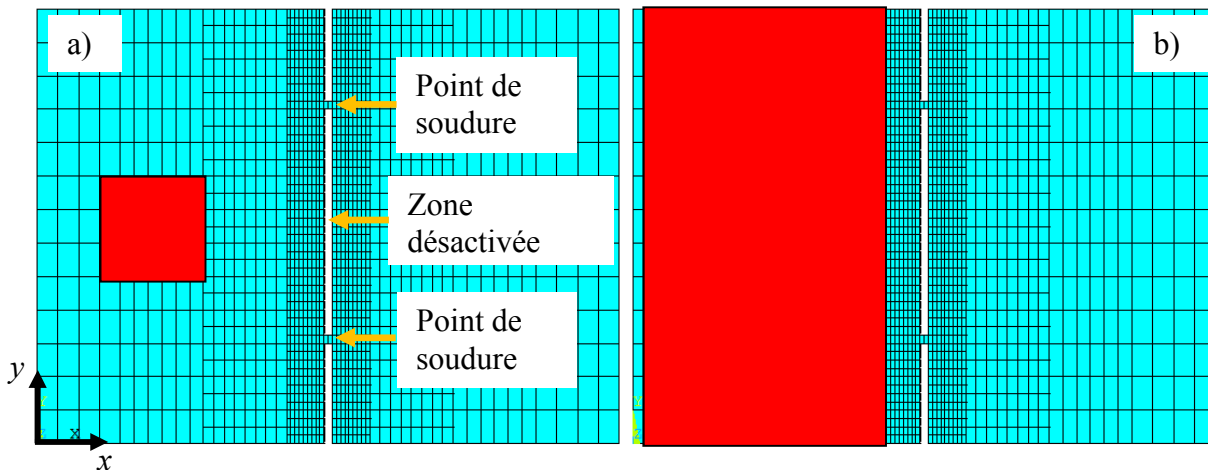 a)
b)
Point de
soudure
Zone
désactivée
Point de
soudure
y
Y
Z X
x
Y
Z